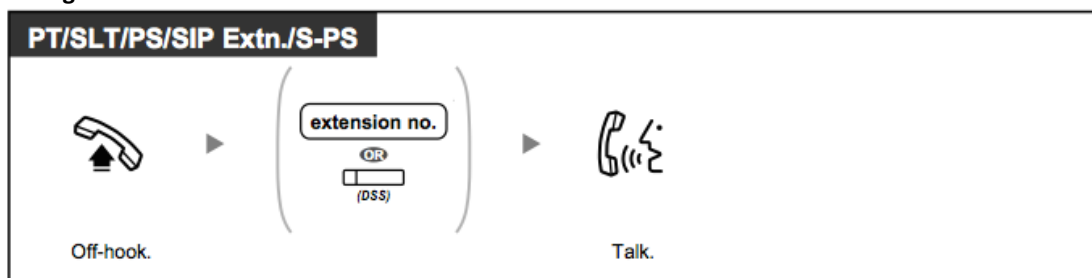 PT/SLT/PS/SIP Extn./S-PS
extension no.
OR
(DSS)
Off-hook.
Talk.